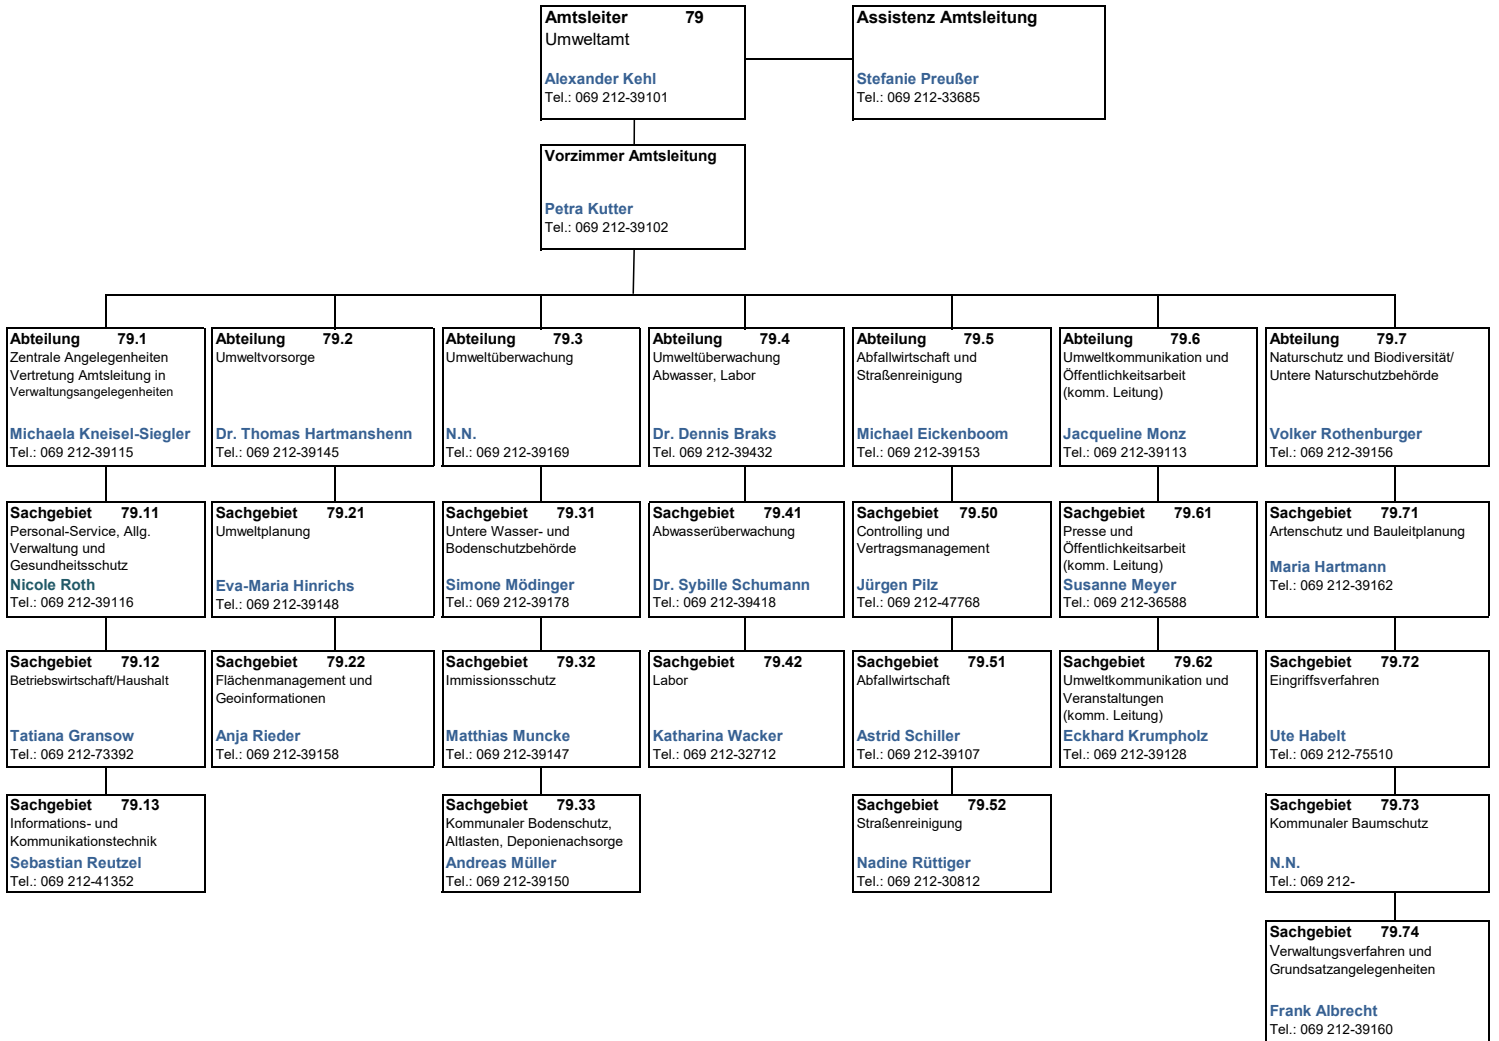 Amtsleiter 79
Umweltamt
Alexander Kehl
Tel.: 069 212-39101
Assistenz Amtsleitung
Stefanie Preußer
Tel.: 069 212-33685
Vorzimmer Amtsleitung
Petra Kutter
Tel.: 069 212-39102
Abteilung 79.1
Zentrale Angelegenheiten
Vertretung Amtsleitung in
Verwaltungsangelegenheiten
Michaela Kneisel-Siegler
Tel.: 069 212-39115
Abteilung 79.2
Umweltvorsorge
Dr. Thomas Hartmanshenn
Tel.: 069 212-39145
Abteilung 79.3
Umweltüberwachung
N.N.
Tel.: 069 212-39169
Abteilung 79.4
Umweltüberwachung
Abwasser, Labor
Dr. Dennis Braks
Tel. 069 212-39432
Abteilung 79.5
Abfallwirtschaft und
Straßenreinigung
Michael Eickenboom
Tel.: 069 212-39153
Abteilung 79.6
Umweltkommunikation und
Öffentlichkeitsarbeit
(komm. Leitung)
Jacqueline Monz
Tel.: 069 212-39113
Abteilung 79.7
Naturschutz und Biodiversität/
Untere Naturschutzbehörde
Volker Rothenburger
Tel.: 069 212-39156
Sachgebiet 79.11
Personal-Service, Allg.
Verwaltung und
Gesundheitsschutz
Nicole Roth
Tel.: 069 212-39116
Sachgebiet 79.21
Umweltplanung
Eva-Maria Hinrichs
Tel.: 069 212-39148
Sachgebiet 79.31
Untere Wasser- und
Bodenschutzbehörde
Simone Mödinger
Tel.: 069 212-39178
Sachgebiet 79.41
Abwasserüberwachung
Dr. Sybille Schumann
Tel.: 069 212-39418
Sachgebiet 79.50
Controlling und
Vertragsmanagement
Jürgen Pilz
Tel.: 069 212-47768
Sachgebiet 79.61
Presse und
Öffentlichkeitsarbeit
(komm. Leitung)
Susanne Meyer
Tel.: 069 212-36588
Sachgebiet 79.71
Artenschutz und Bauleitplanung
Maria Hartmann
Tel.: 069 212-39162
Sachgebiet 79.12
Betriebswirtschaft/Haushalt
Tatiana Gransow
Tel.: 069 212-73392
Sachgebiet 79.22
Flächenmanagement und
Geoinformationen
Anja Rieder
Tel.: 069 212-39158
Sachgebiet 79.32
Immissionsschutz
Matthias Muncke
Tel.: 069 212-39147
Sachgebiet 79.42
Labor
Katharina Wacker
Tel.: 069 212-32712
Sachgebiet 79.51
Abfallwirtschaft
Astrid Schiller
Tel.: 069 212-39107
Sachgebiet 79.62
Umweltkommunikation und
Veranstaltungen
(komm. Leitung)
Eckhard Krumpholz
Tel.: 069 212-39128
Sachgebiet 79.72
Eingriffsverfahren
Ute Habelt
Tel.: 069 212-75510
Sachgebiet 79.13
Informations- und
Kommunikationstechnik
Sebastian Reutzel
Tel.: 069 212-41352
Sachgebiet 79.33
Kommunaler Bodenschutz,
Altlasten, Deponienachsorge
Andreas Müller
Tel.: 069 212-39150
Sachgebiet 79.52
Straßenreinigung
Nadine Rüttiger
Tel.: 069 212-30812
Sachgebiet 79.73
Kommunaler Baumschutz
N.N.
Tel.: 069 212-
Sachgebiet 79.74
Verwaltungsverfahren und
Grundsatzangelegenheiten
Frank Albrecht
Tel.: 069 212-39160